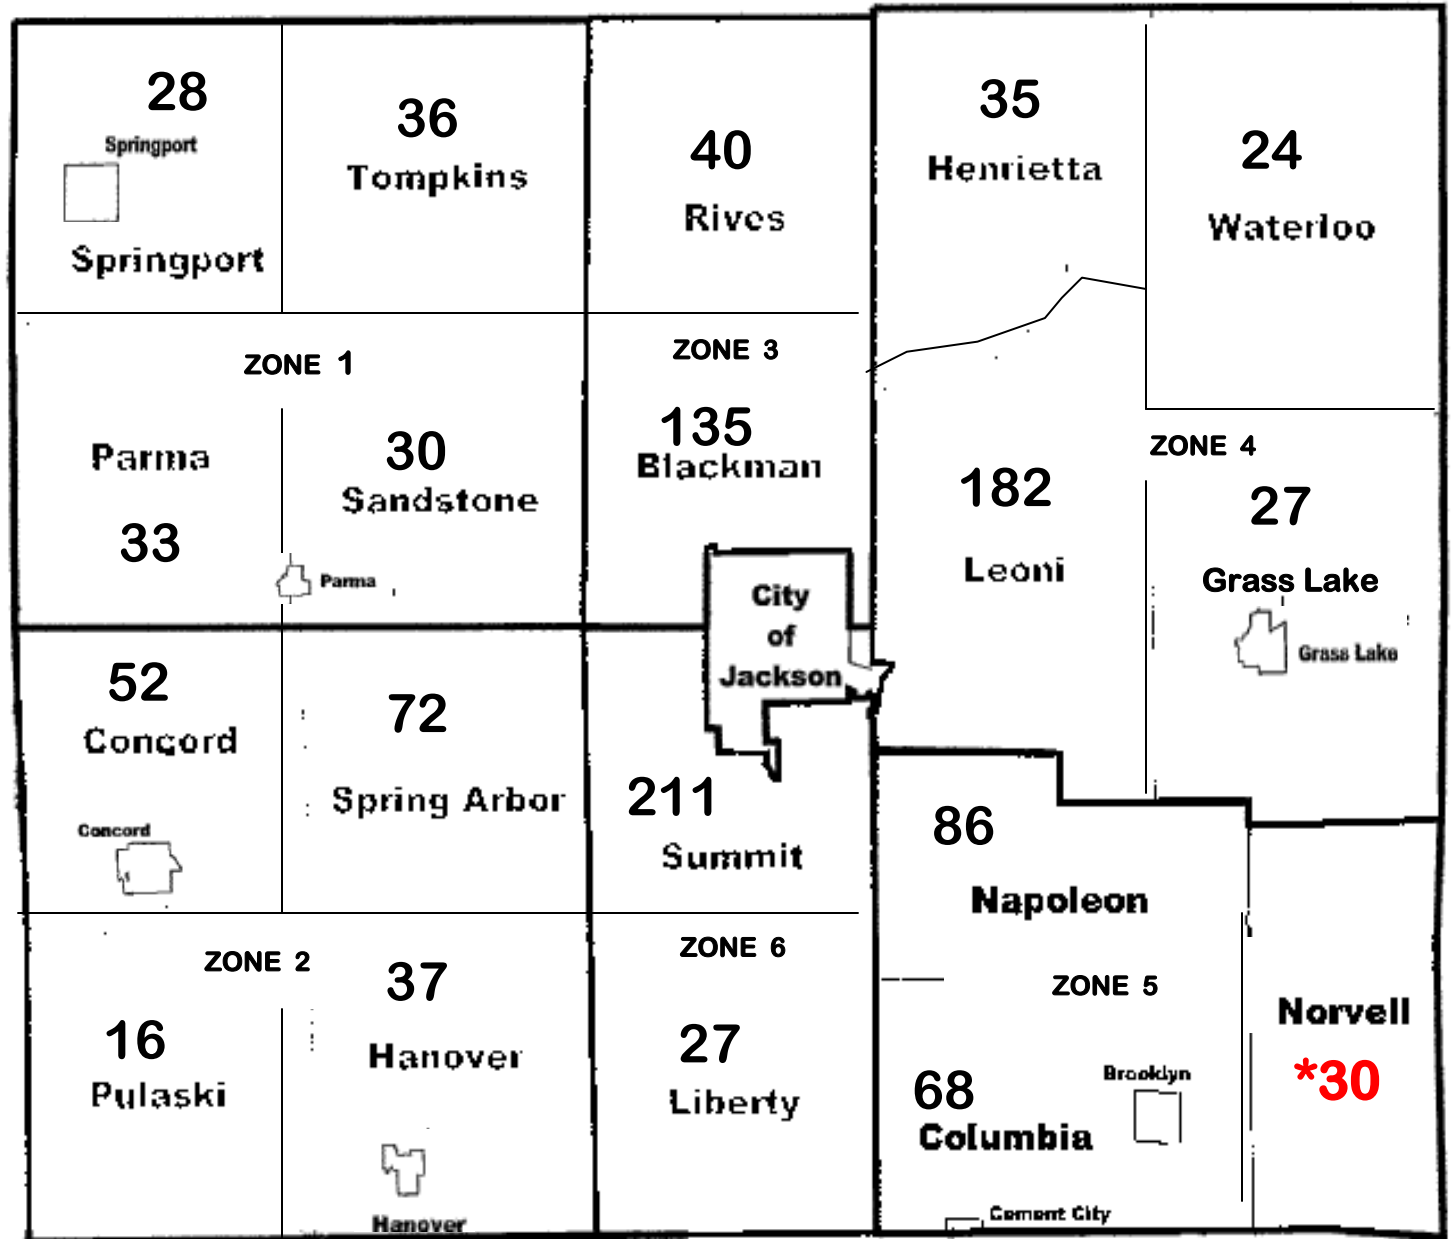 28
Springport
Springport
36
Tompkins
40
Rives
35
Henrietta
24
Waterloo
ZONE 1
Parma
33
30
Sandstone
Parma
ZONE 3
135
Blackman
City
of
Jackson
182
Leoni
ZONE 4
27
Grass Lake
Grass Lake
52
Concord
Concord
72
Spring Arbor
211
Summit
86
Napoleon
ZONE 2
16
Pulaski
37
Hanover
Hanover
ZONE 6
27
Liberty
ZONE 5
68
Columbia
Brooklyn
Cement City
Norvell
*30